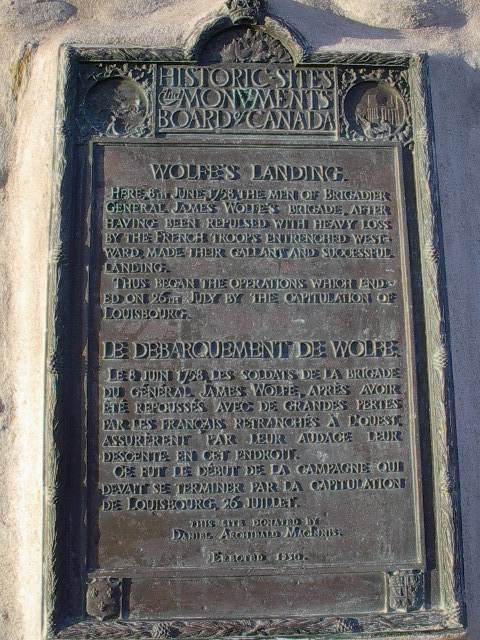 HISTORIC SITES
and MONUMENTS
BOARD of CANADA
WOLFE'S LANDING.
HERE, 8TH JUNE 1758, THE MEN OF BRIGADIER
GENERAL JAMES WOLFE'S BRIGADE, AFTER
HAVING BEEN REPULSED WITH HEAVY LOSS
BY THE FRENCH TROOPS ENTRENCHED WEST-
WARD, MADE THEIR GALLANT AND SUCCESSFUL
LANDING.
THUS BEGAN THE OPERATIONS WHICH END-
ED ON 26TH JULY BY THE CAPITULATION OF
LOUISBOURG.
LE DEBARQUEMENT DE WOLFE.
LE 8 JUIN 1758, LES SOLDATS DE LA BRIGADE
DU GÉNÉRAL JAMES WOLFE, APRÈS AVOIR
ÉTÉ REPOUSSÉS AVEC DE GRANDES PERTES
PAR LES FRANÇAIS RETRANCHÉS À L'OUEST,
ASSURÈRENT PAR LEUR AUDACE LEUR
DESCENTE EN CET ENDROIT.
CE FUT LE DÉBUT DE LA CAMPAGNE QUI
DEVAIT SE TERMINER PAR LA CAPITULATION
DE LOUISBOURG, 26 JUILLET.
THIS SITE DONATED BY
DANIEL ARCHIBALD MACINNIS.
ERECTED 1930.